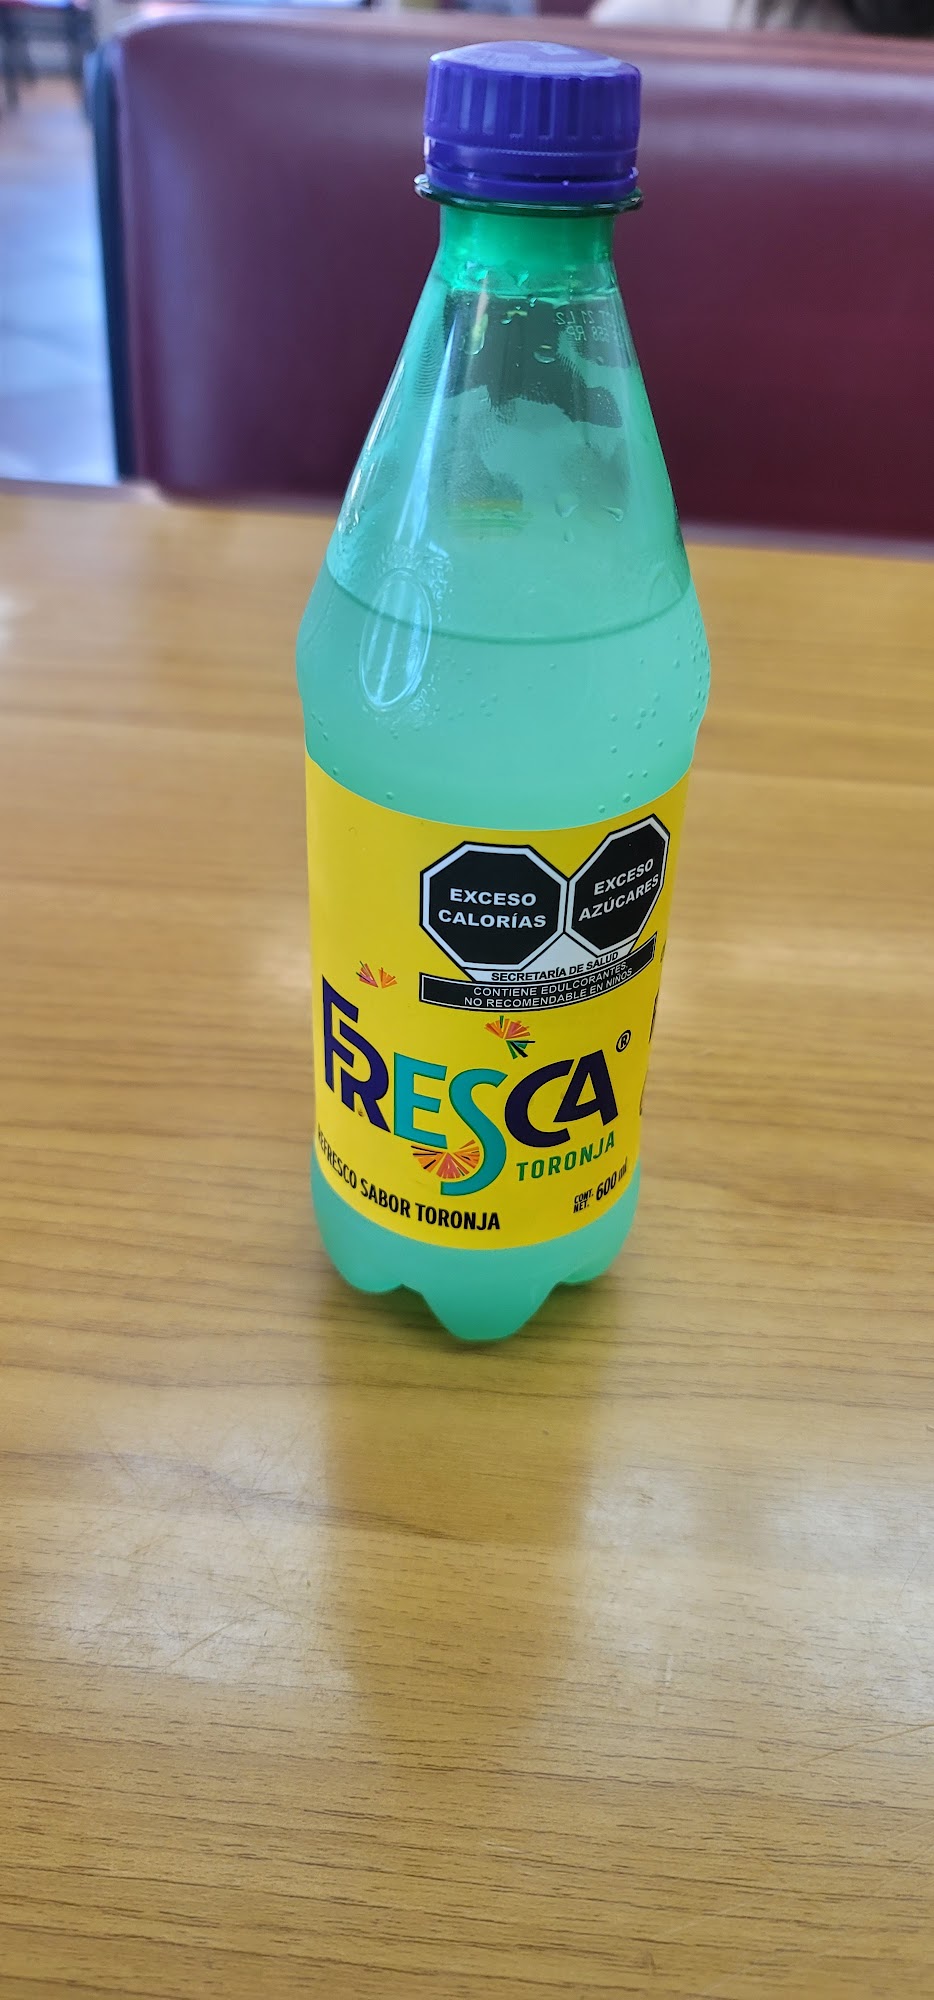 EXCESO
CALORÍAS
EXCESO
AZÚCARES
SECRETARÍA DE SALUD
CONTIENE EDULCORANTES,
NO RECOMENDABLE EN NIÑOS
FRESCA®
TORONJA
REFRESCO SABOR TORONJA
CONT.
NET. 600 ml